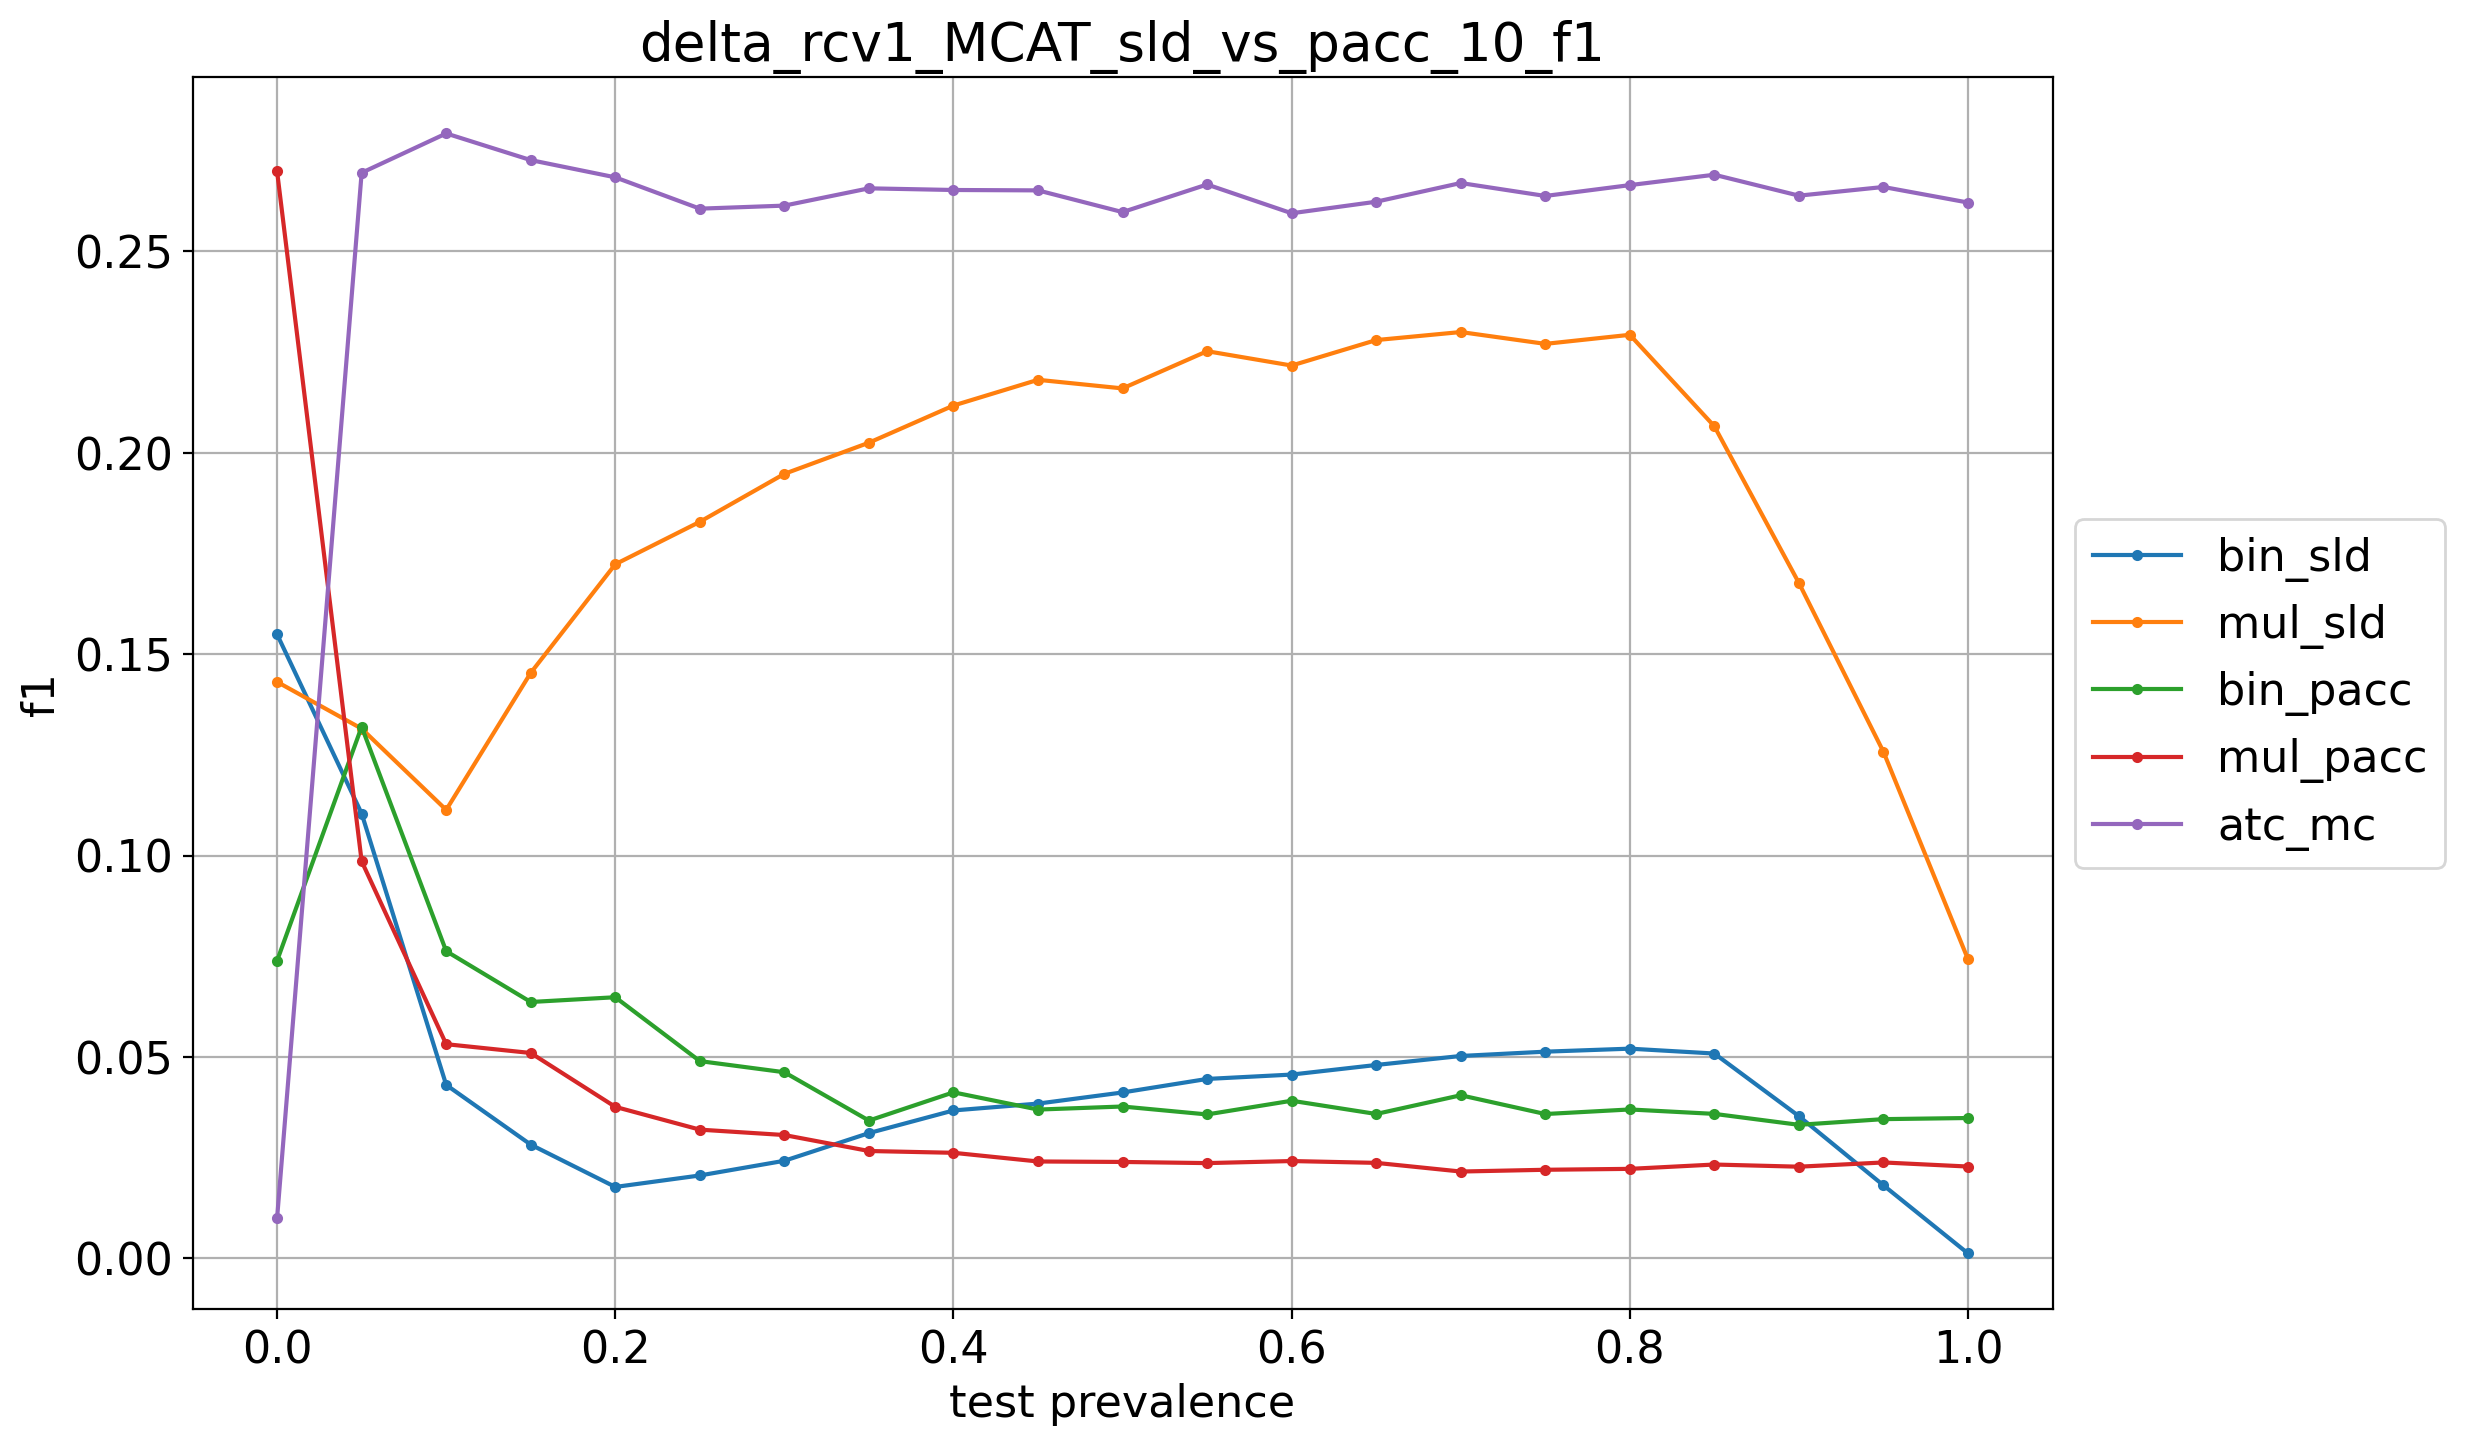 delta_rcv1_MCAT_sld_vs_pacc_10_f1
f1
0.25
0.20
0.15
0.10
0.05
0.00
0.0 0.2 0.4 0.6 0.8 1.0
test prevalence
bin_sld
mul_sld
bin_pacc
mul_pacc
atc_mc